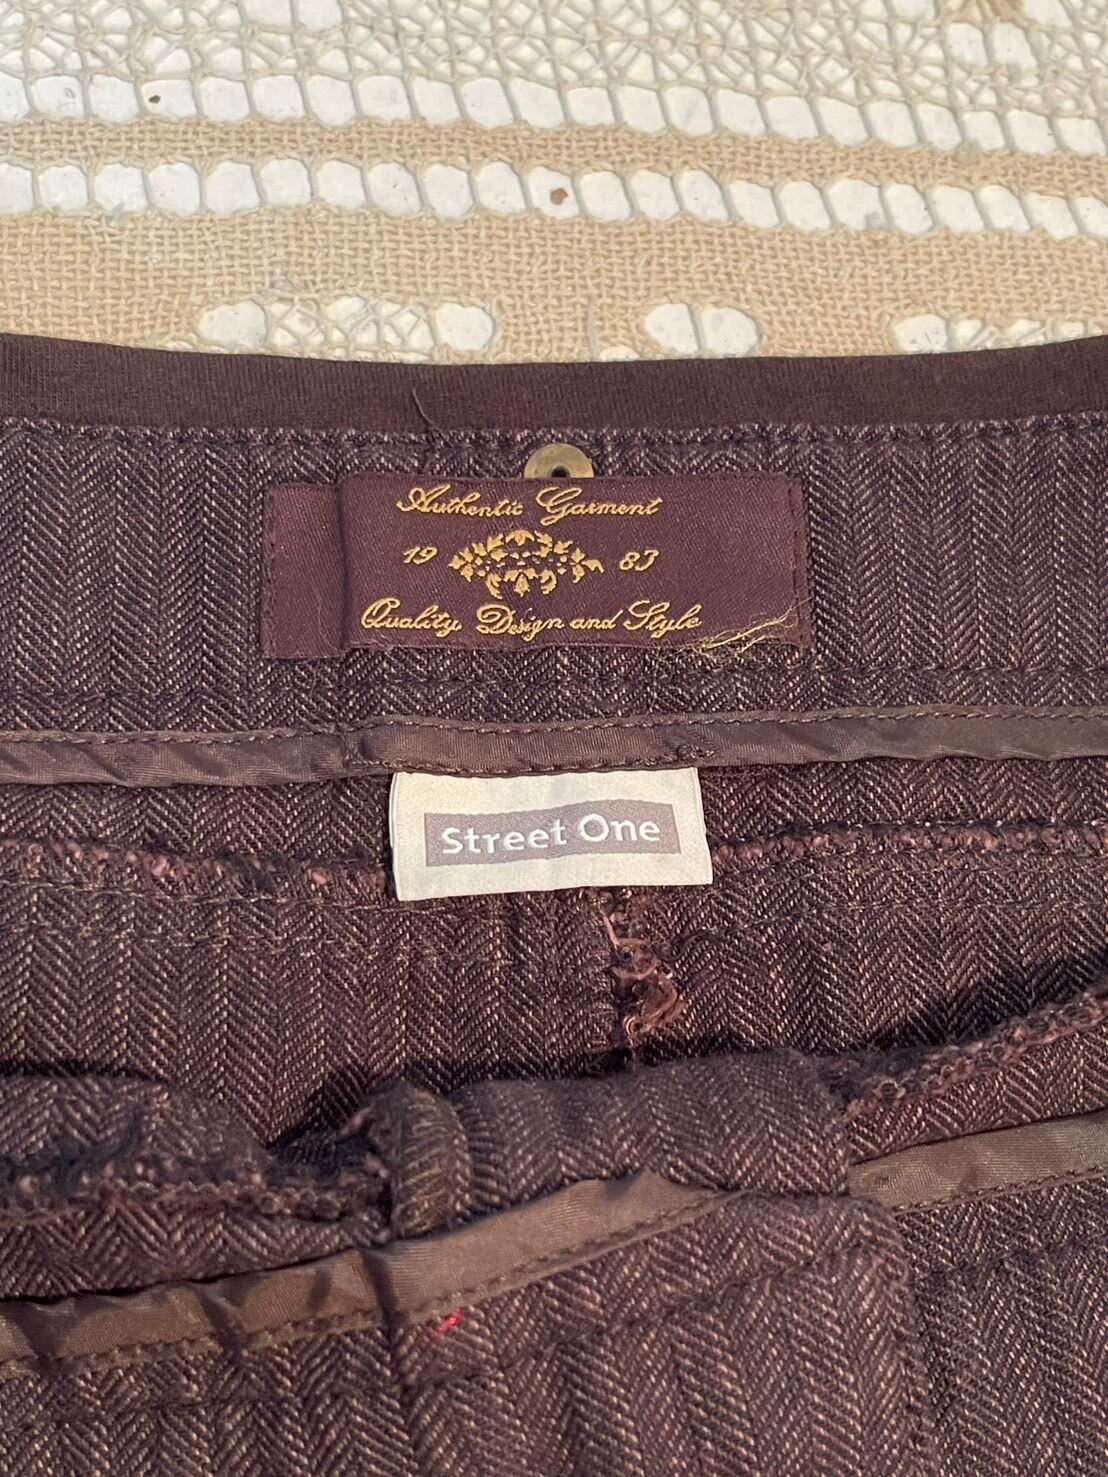 Authentic Garment
19 83
Quality, Design and Style
Street One